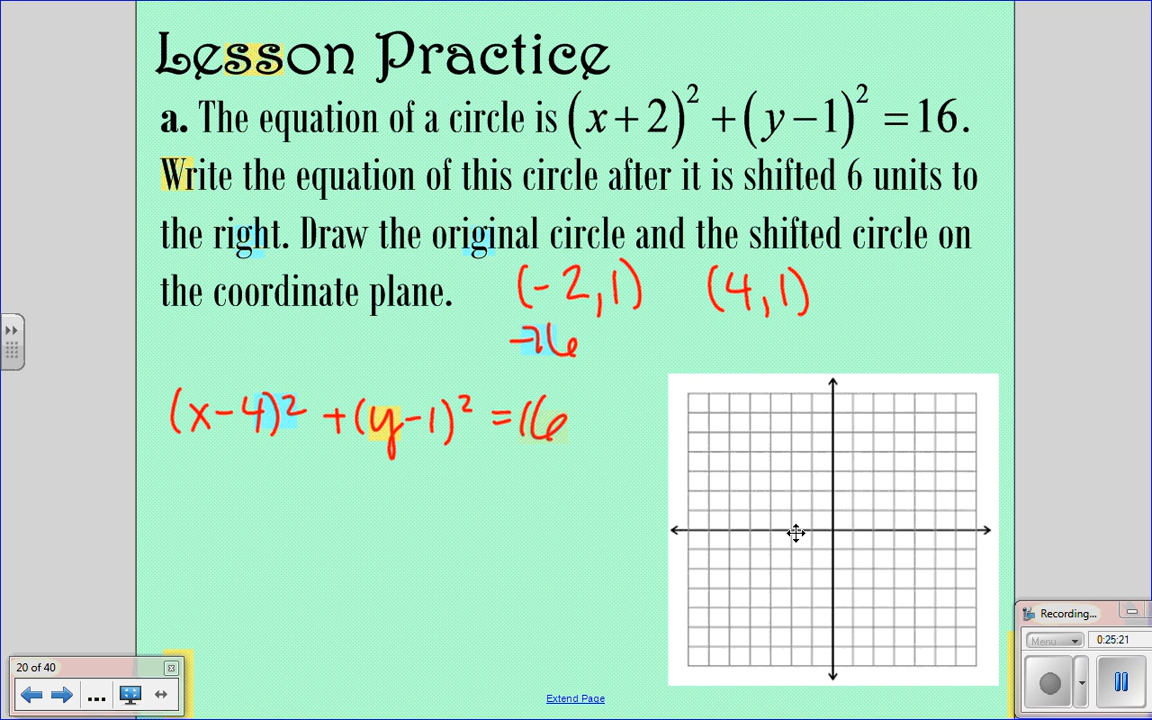 Lesson Practice
a. The equation of a circle is (x+2)² + (y−1)² = 16.
Write the equation of this circle after it is shifted 6 units to
the right. Draw the original circle and the shifted circle on
the coordinate plane.
(-2,1) (4,1)
(x-4)² +(y-1)² =16
Recording...
Menu
0:25:21
20 of 40
...
Extend Page